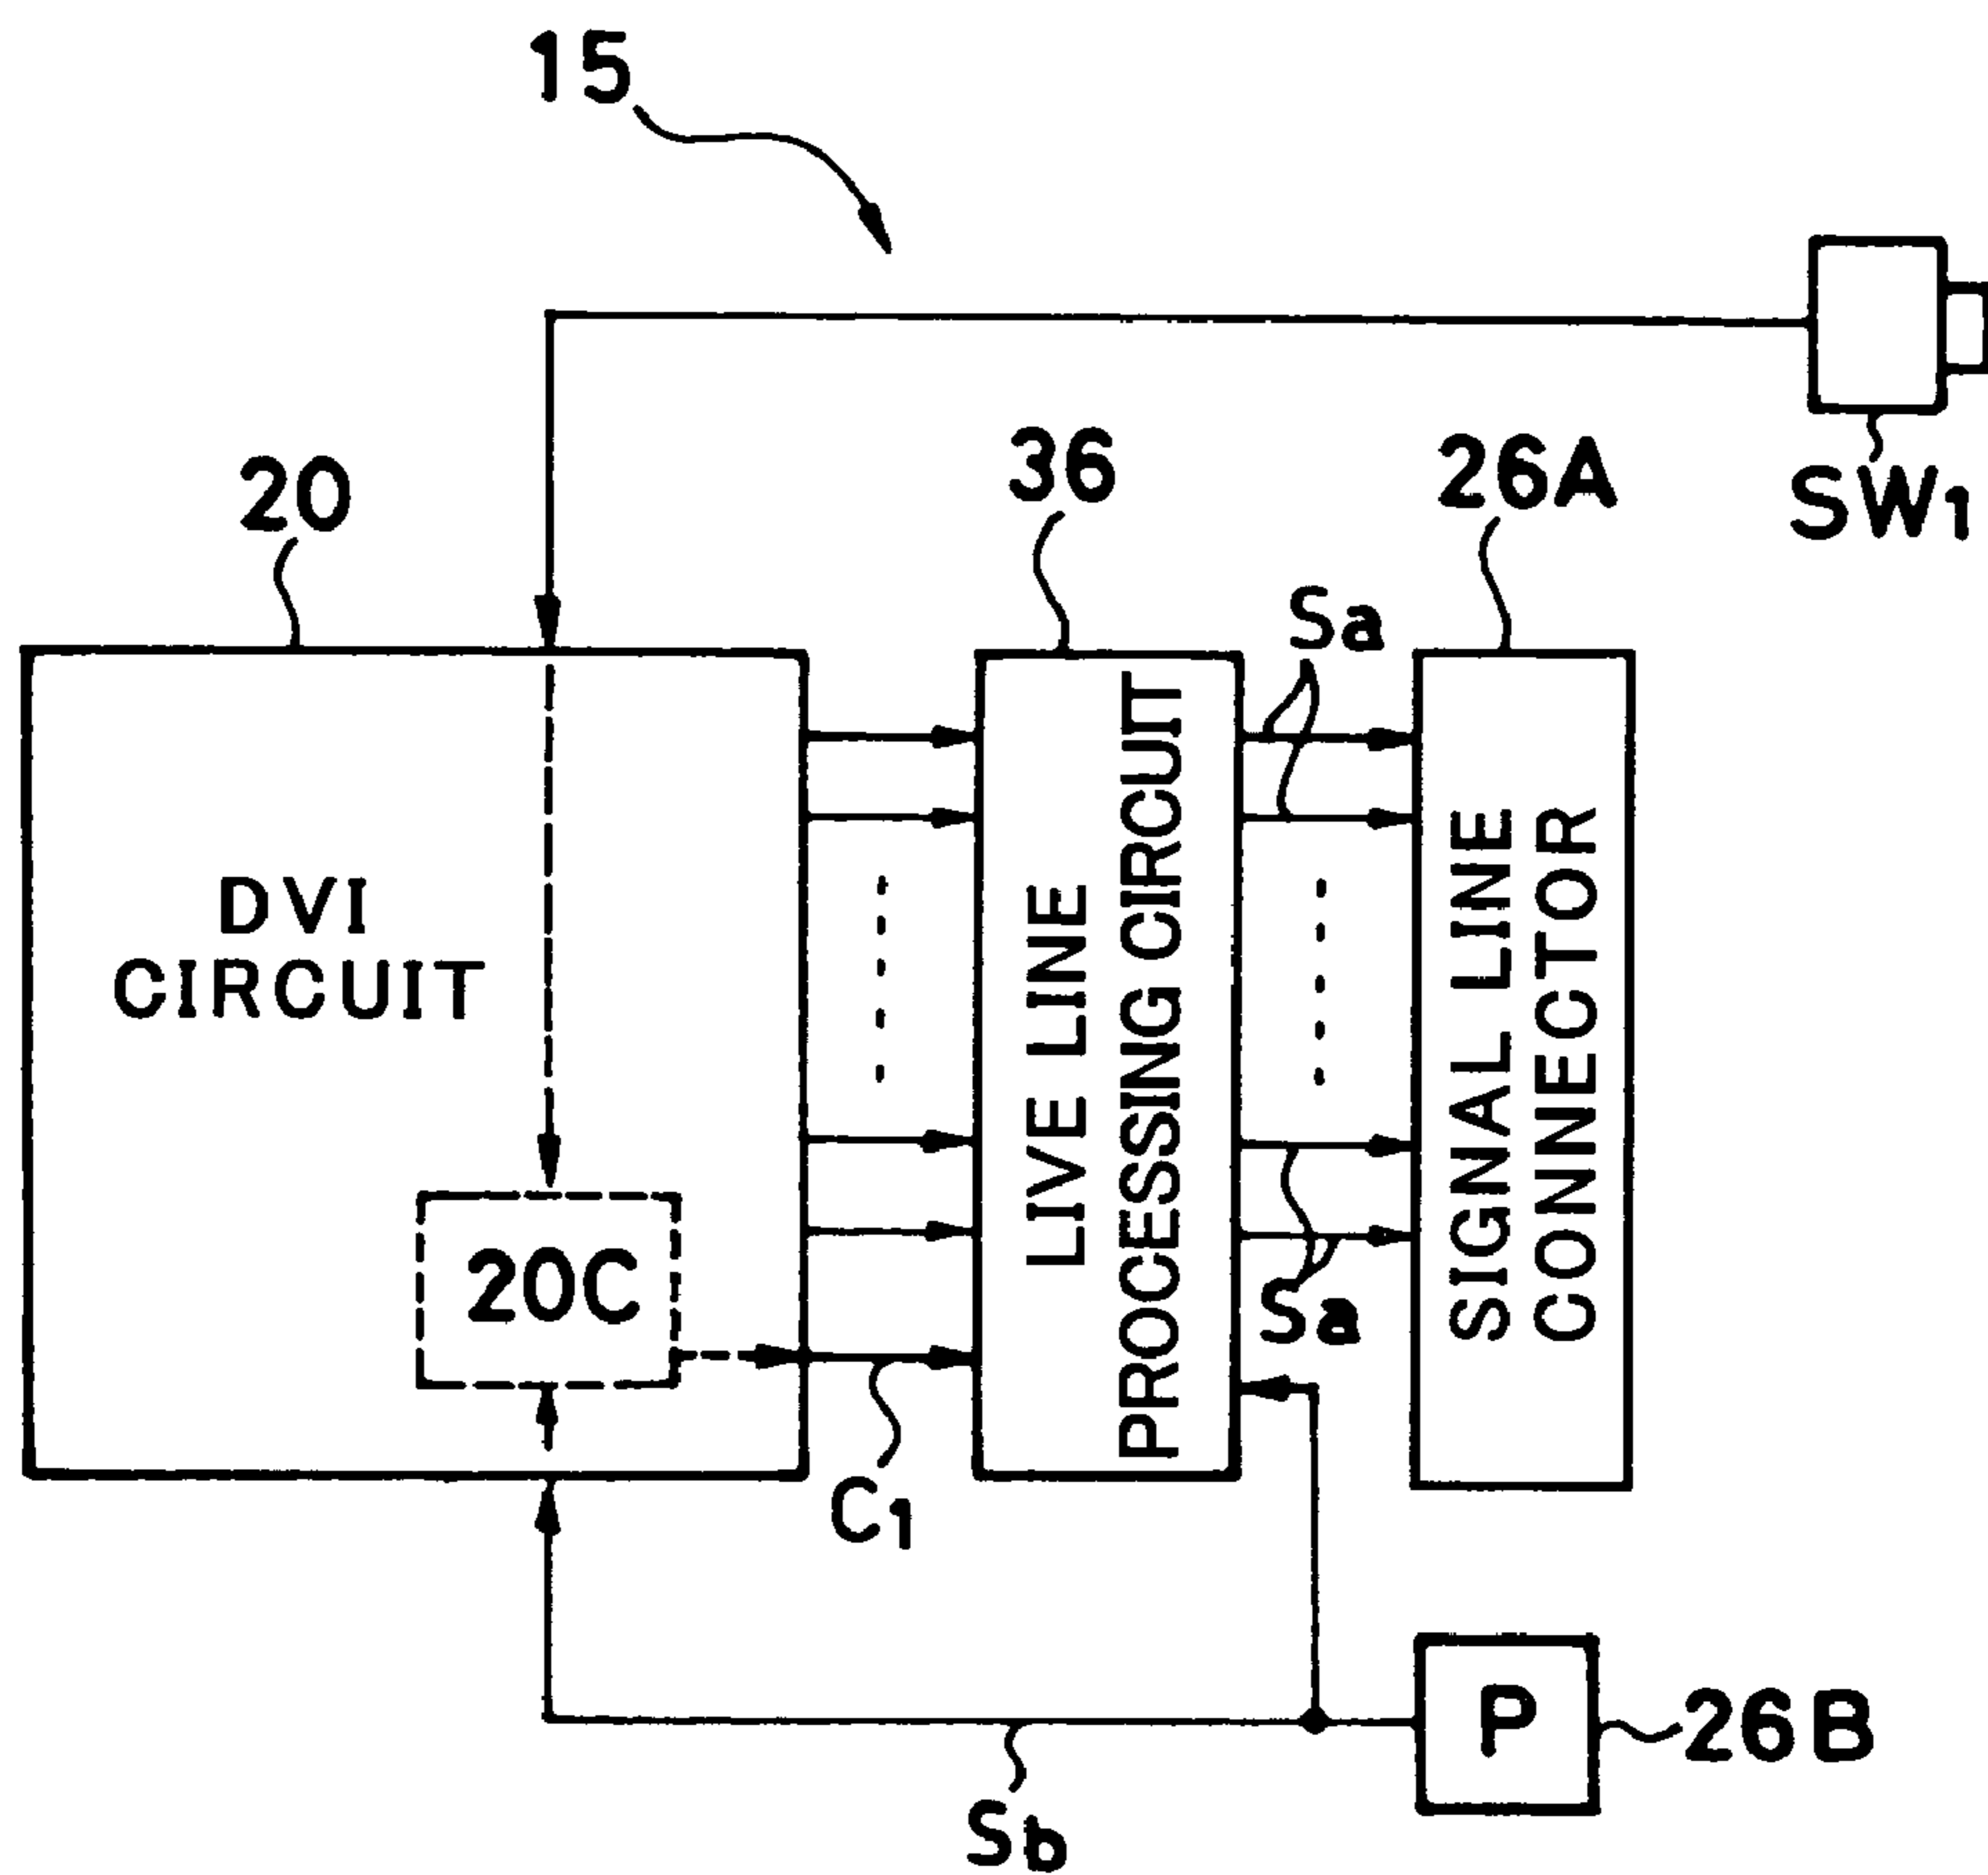 15
SW1
20
36
26A
Sa
DVI
CIRCUIT
LIVE LINE
PROCESSING CIRCUIT
SIGNAL LINE
CONNECTOR
20C
Sa
C1
P
26B
Sb